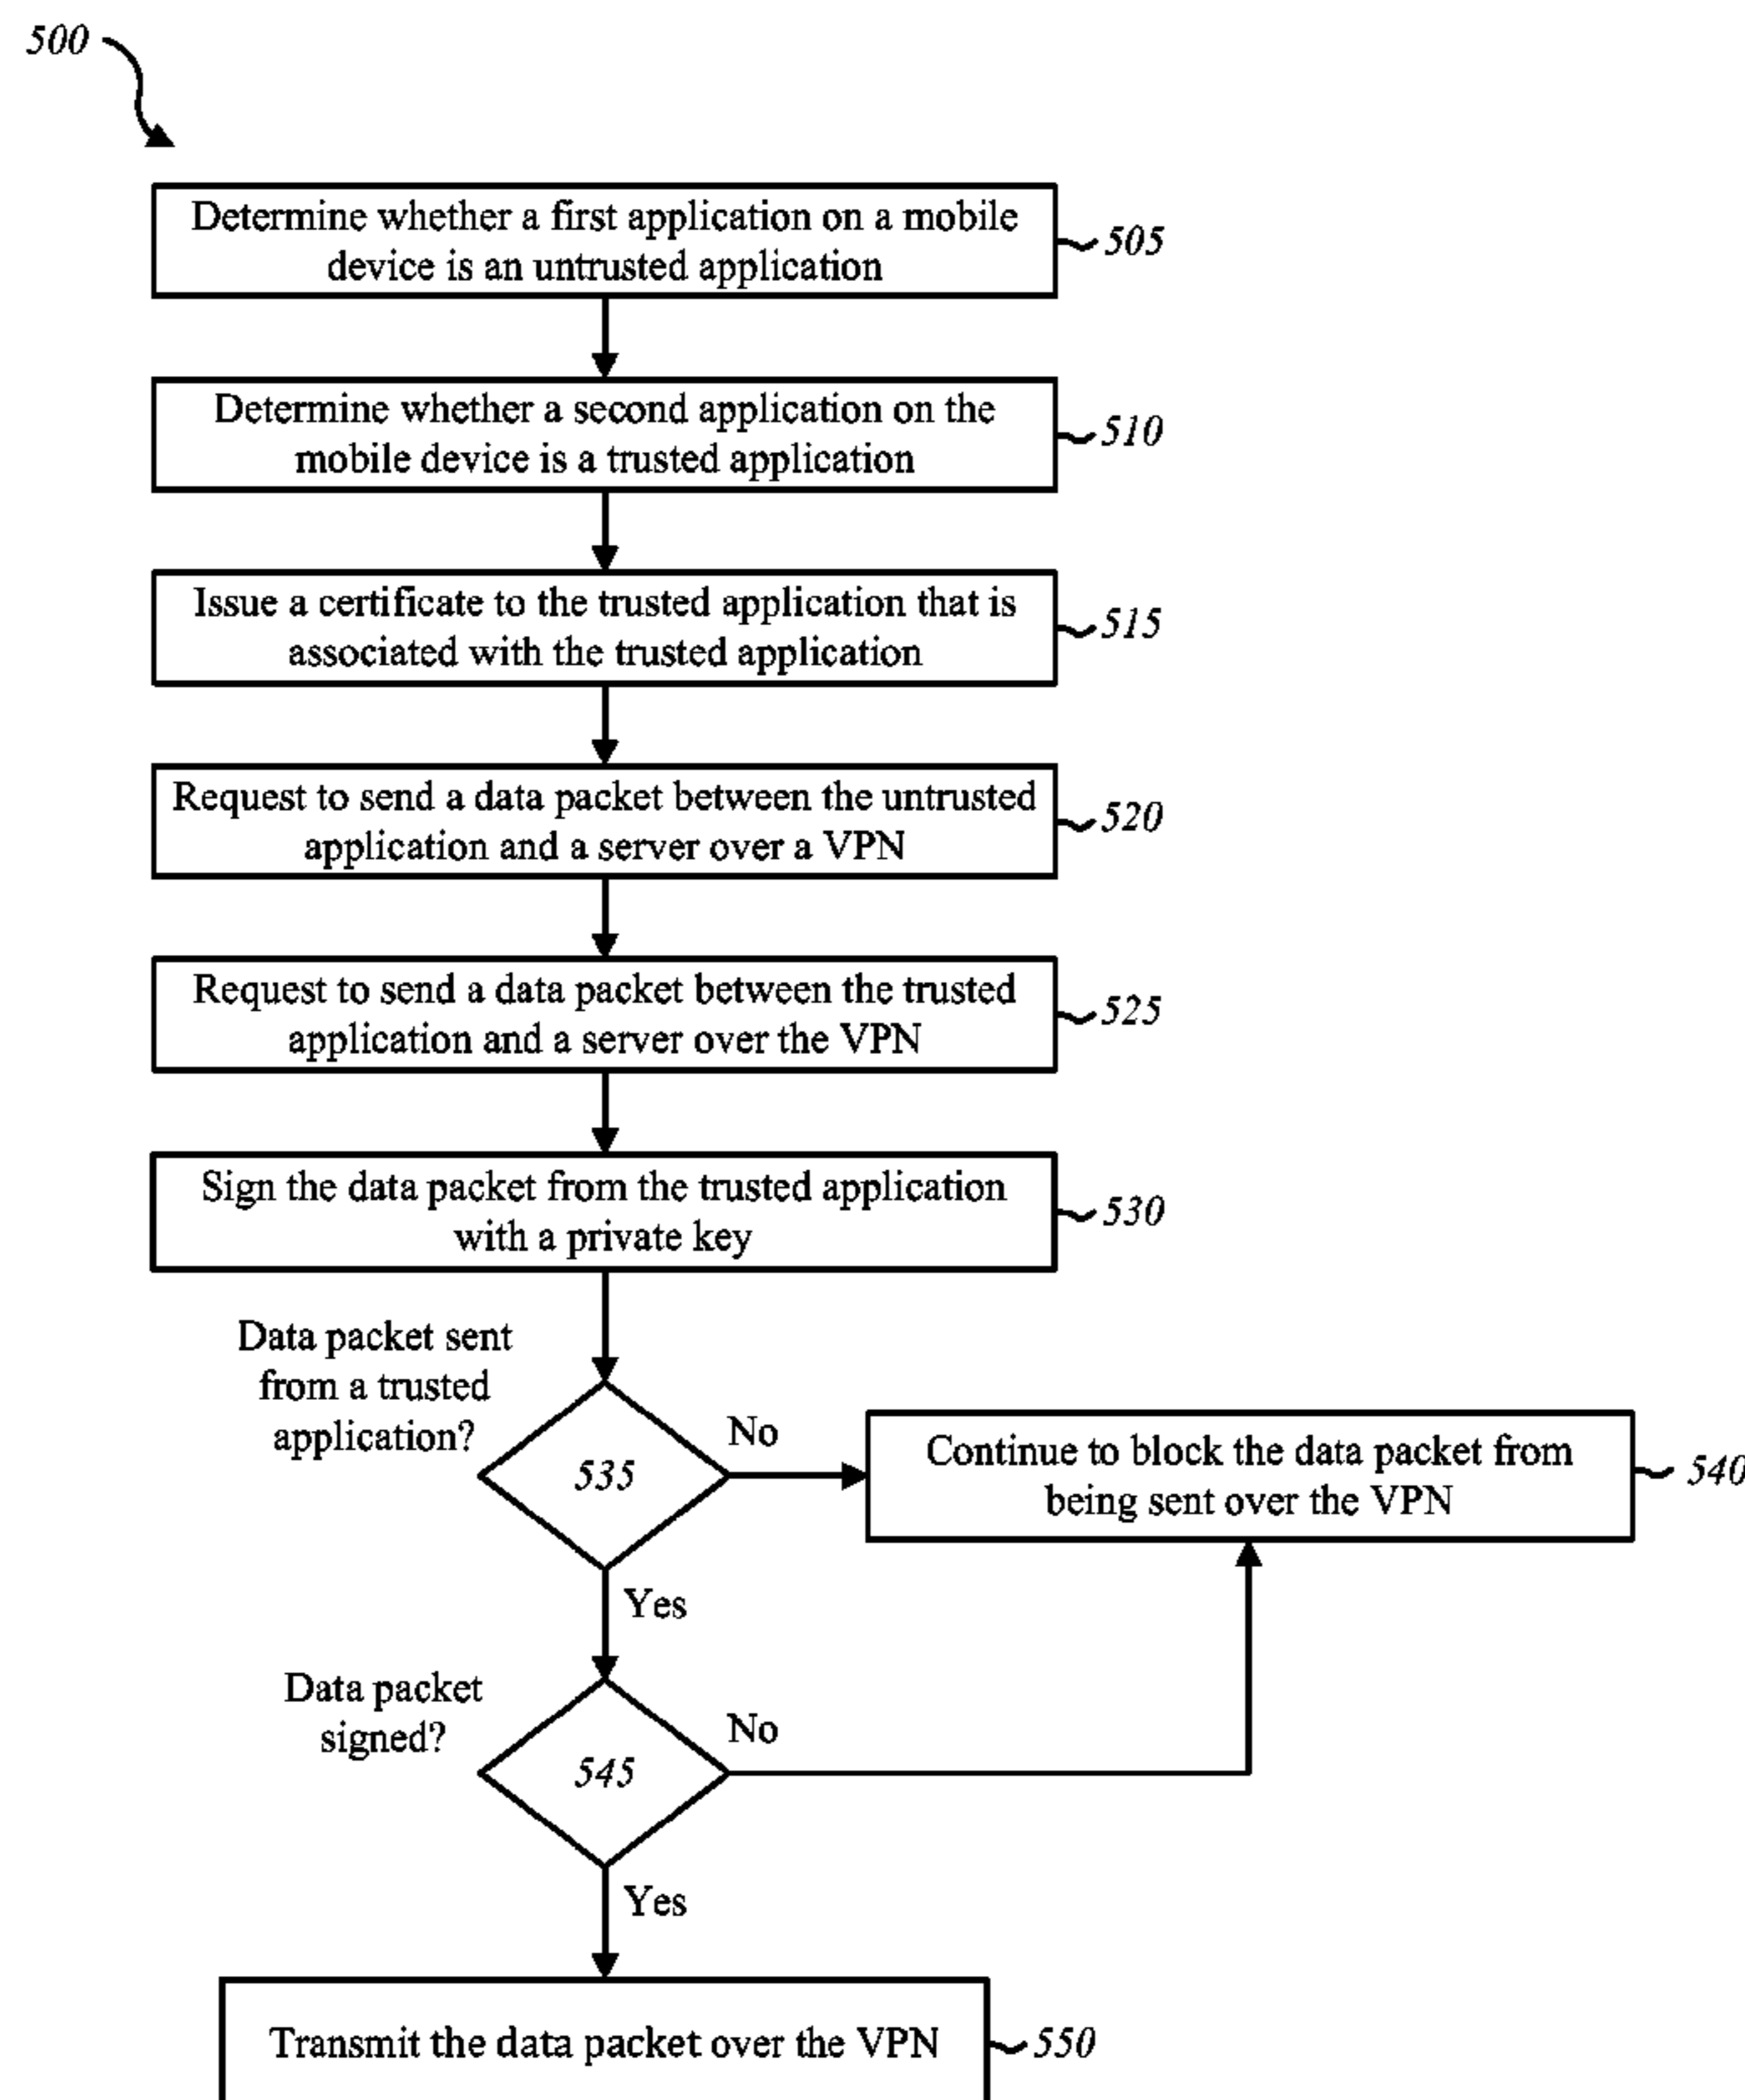 500
Determine whether a first application on a mobile
device is an untrusted application
505
Determine whether a second application on the
mobile device is a trusted application
510
Issue a certificate to the trusted application that is
associated with the trusted application
515
Request to send a data packet between the untrusted
application and a server over a VPN
520
Request to send a data packet between the trusted
application and a server over the VPN
525
Sign the data packet from the trusted application
with a private key
530
Data packet sent
from a trusted
application?
535
No
Continue to block the data packet from
being sent over the VPN
540
Yes
Data packet
signed?
545
No
Yes
Transmit the data packet over the VPN
550